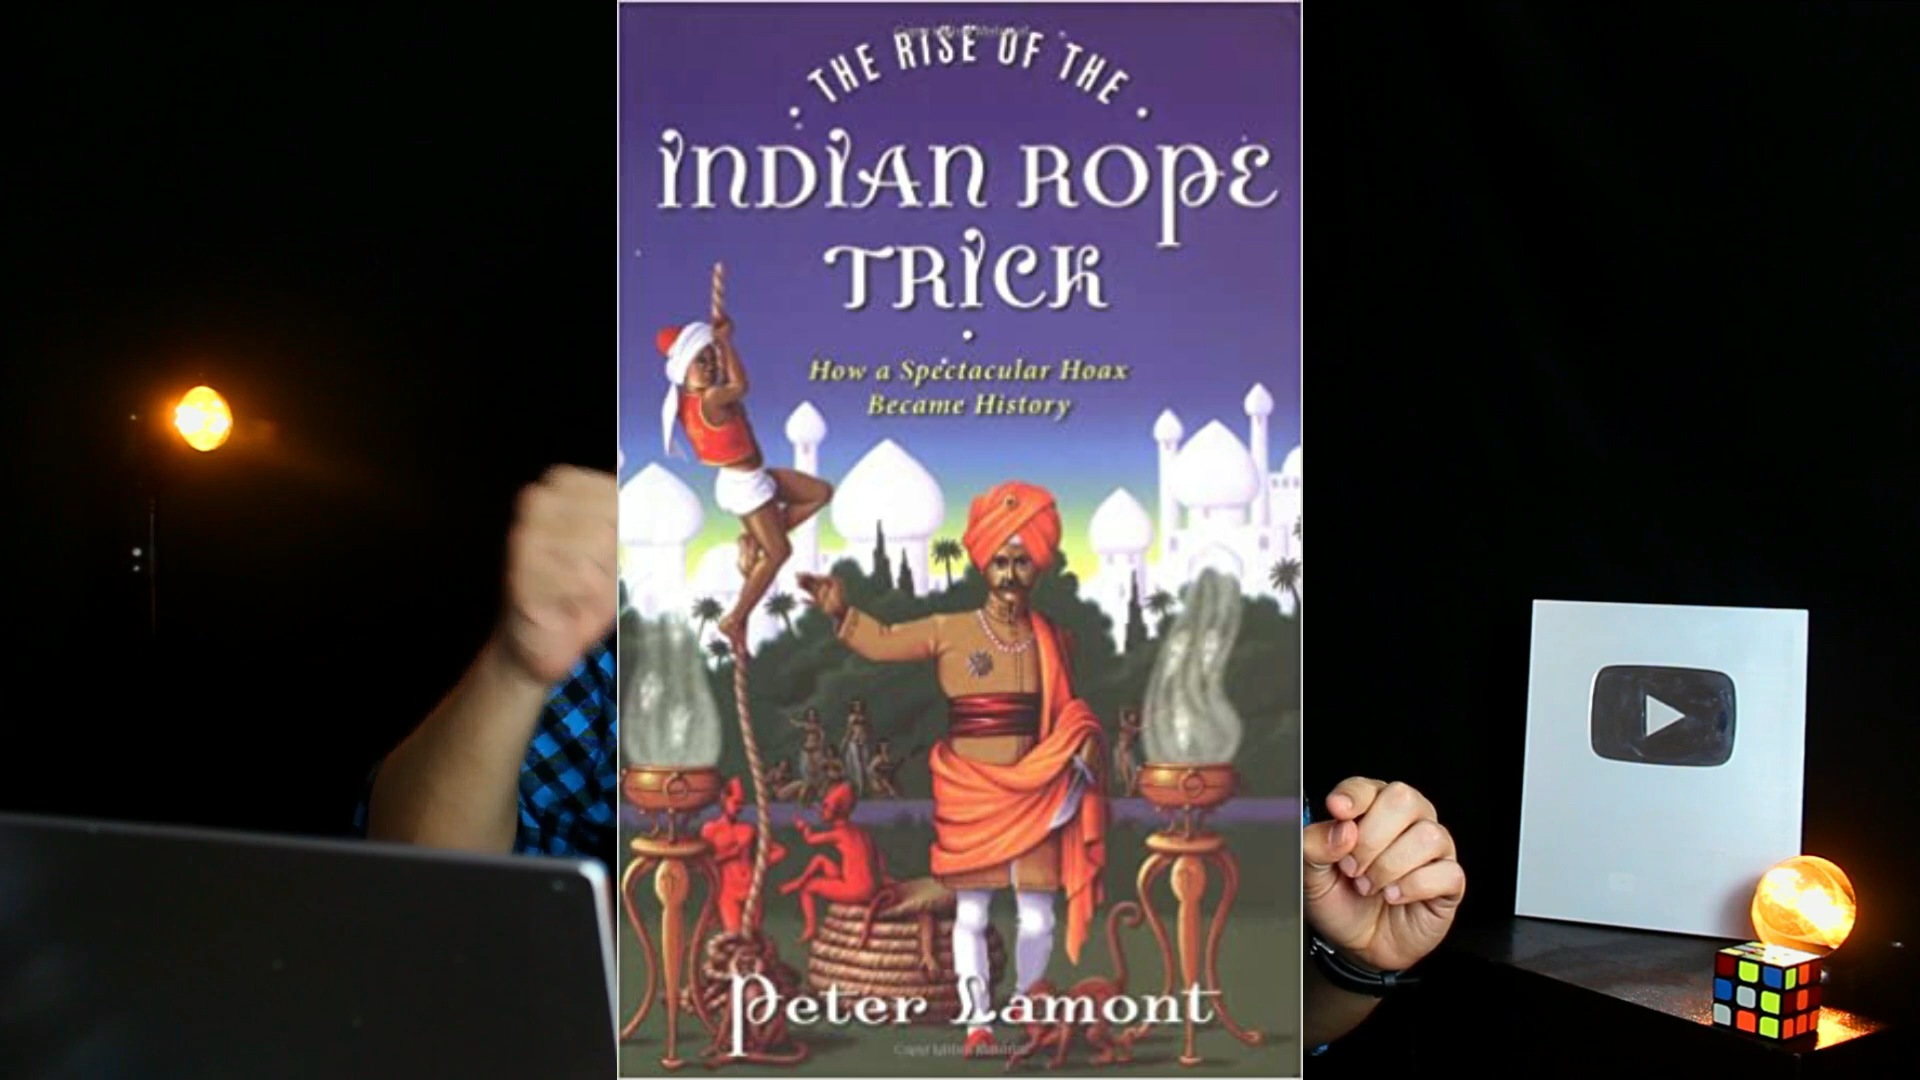 THE RISE OF THE
INDIAN ROPE
TRICK
How a Spectacular Hoax
Became History
Peter Lamont